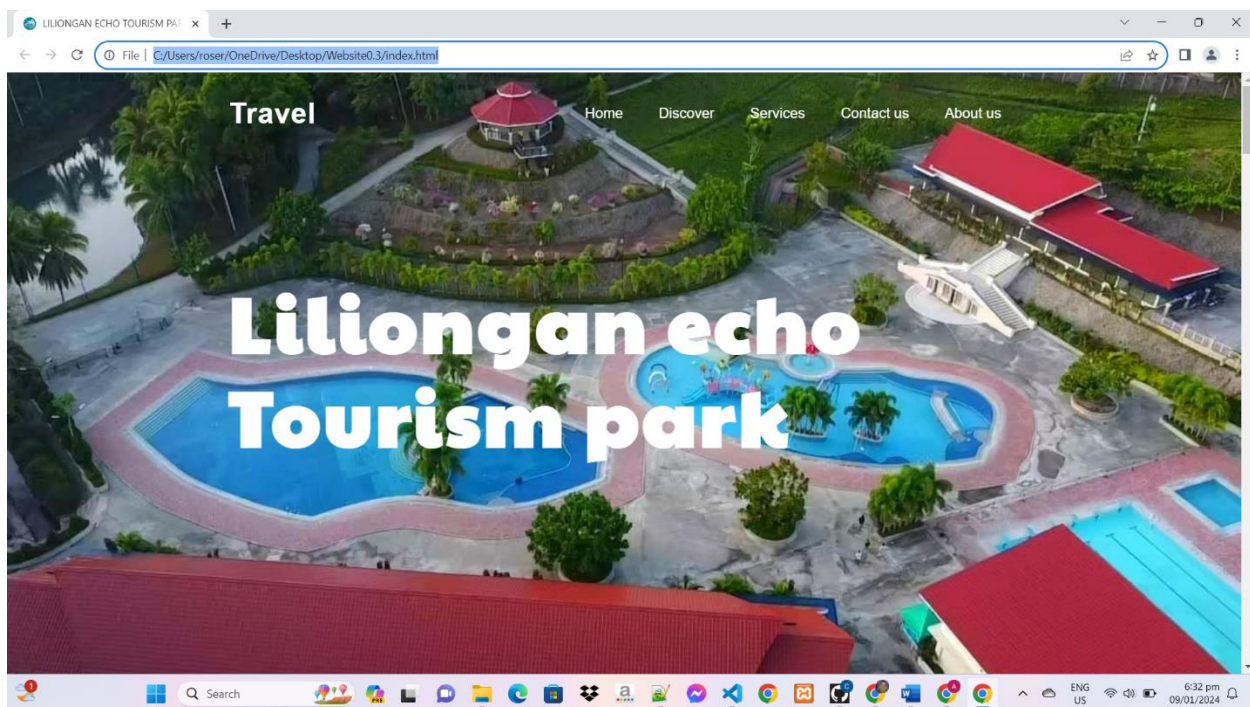 LILIONGAN ECHO TOURISM PAR
File | C:/Users/roser/OneDrive/Desktop/Website0.3/index.html
Travel Home Discover Services Contact us About us
Liliongan echo
Tourism park
1 Search ENG 6:32 pm
US 09/01/2024